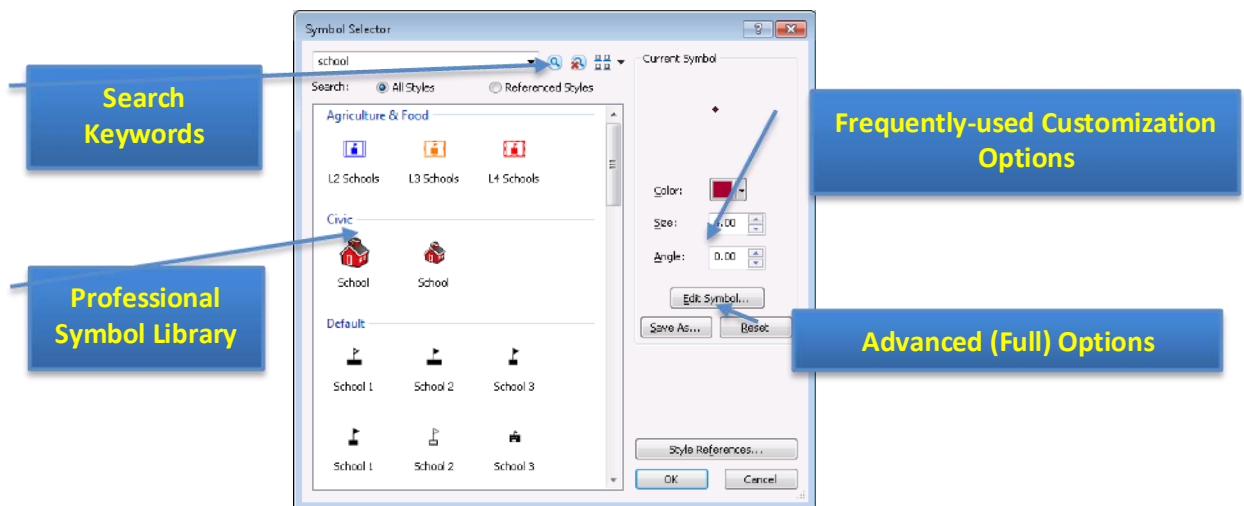 Symbol Selector
school
Search:
All Styles
Referenced Styles
Agriculture & Food
L2 Schools
L3 Schools
L4 Schools
Civic
School
School
Default
School 1
School 2
School 3
School 1
School 2
School 3
Current Symbol
Color:
Size:
Angle:
0.00
Edit Symbol...
Save As...
Reset
Style References...
OK
Cancel
Search
Keywords
Professional
Symbol Library
Frequently-used Customization
Options
Advanced (Full) Options